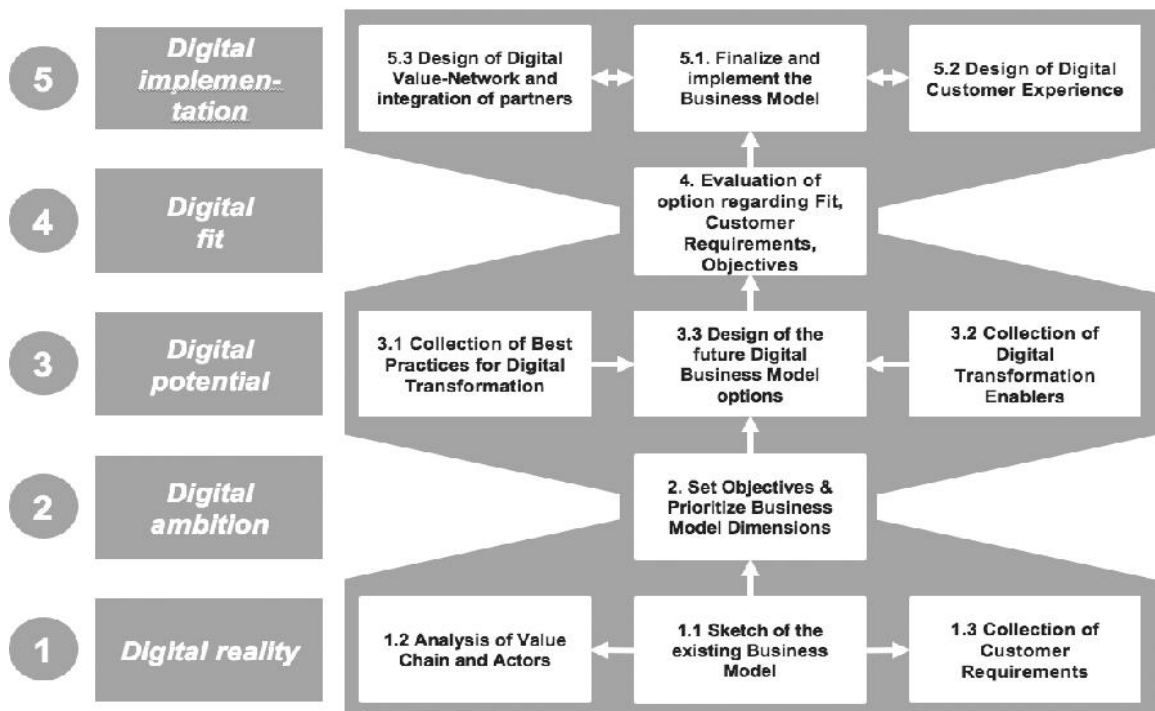 5
Digital
implemen-
tation
5.3 Design of Digital
Value-Network and
integration of partners
5.1. Finalize and
implement the
Business Model
5.2 Design of Digital
Customer Experience
4
Digital
fit
4. Evaluation of
option regarding Fit,
Customer
Requirements,
Objectives
3
Digital
potential
3.1 Collection of Best
Practices for Digital
Transformation
3.3 Design of the
future Digital
Business Model
options
3.2 Collection of
Digital
Transformation
Enablers
2
Digital
ambition
2. Set Objectives &
Prioritize Business
Model Dimensions
1
Digital reality
1.2 Analysis of Value
Chain and Actors
1.1 Sketch of the
existing Business
Model
1.3 Collection of
Customer
Requirements